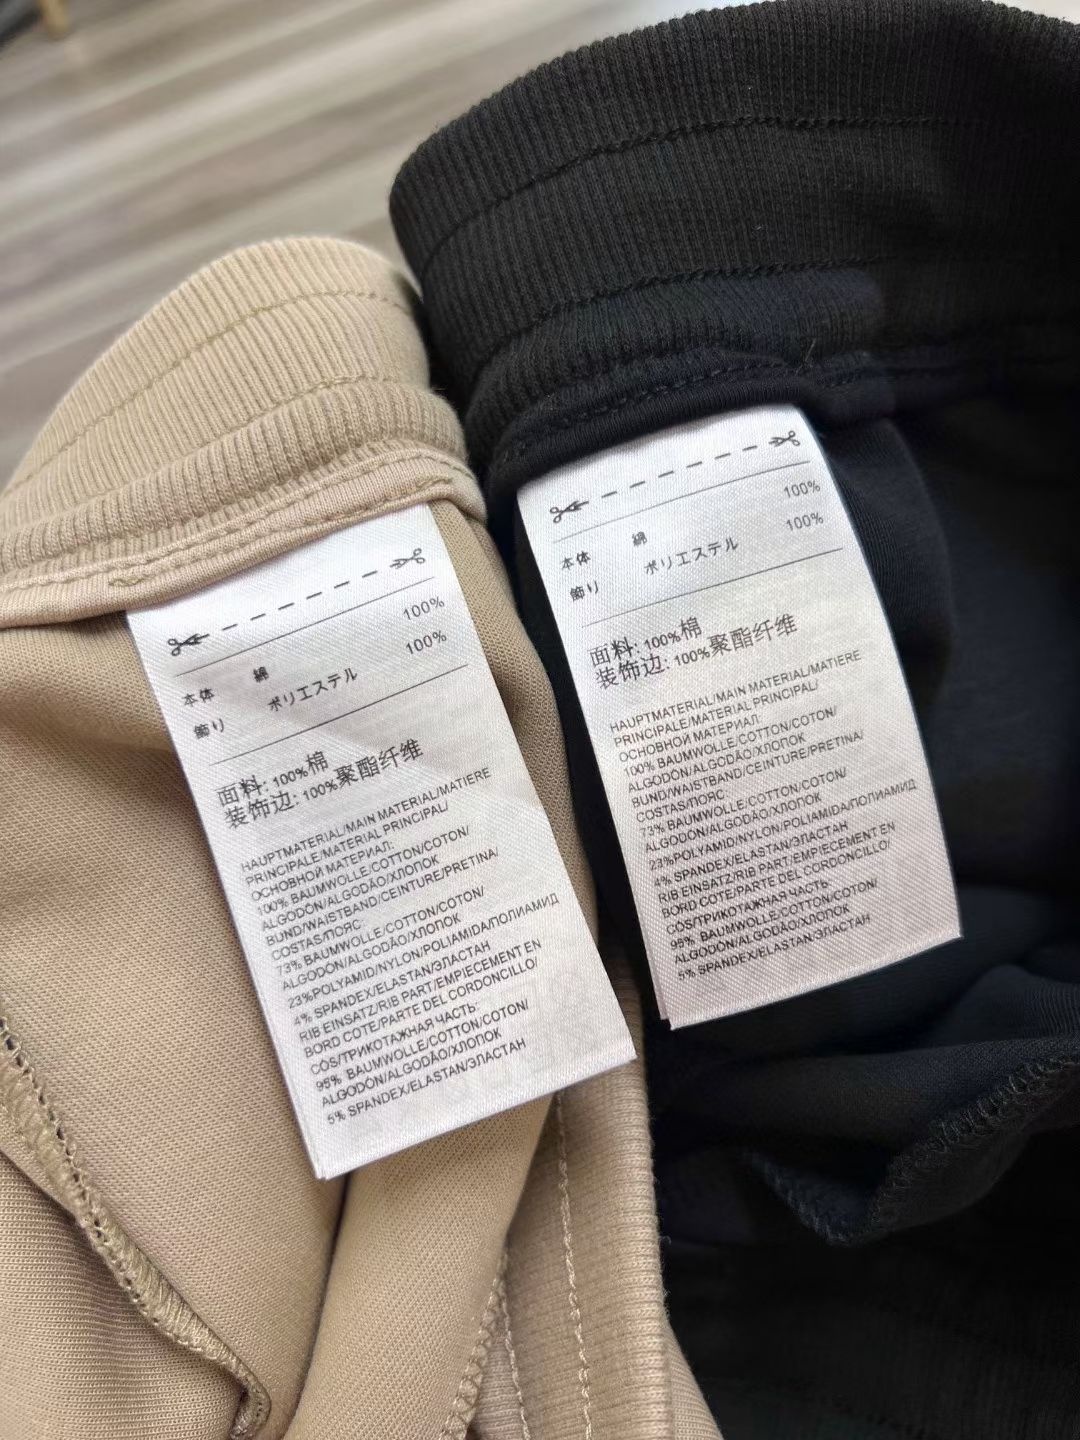 本体 綿 100%
飾り ポリエステル 100%
面料: 100%棉
装饰边: 100%聚酯纤维
HAUPTMATERIAL/MAIN MATERIAL/MATIERE
PRINCIPALE/MATERIAL PRINCIPAL/
ОСНОВНОЙ МАТЕРИАЛ:
100% BAUMWOLLE/COTTON/COTON/
ALGODÓN/ALGODÃO/ХЛОПОК
BUND/WAISTBAND/CEINTURE/PRETINA/
COSTAS/ПОЯС:
73% BAUMWOLLE/COTTON/COTON/
ALGODÓN/ALGODÃO/ХЛОПОК
23%POLYAMID/NYLON/POLIAMIDA/ПОЛИАМИД
4% SPANDEX/ELASTAN/ЭЛАСТАН
RIB EINSATZ/RIB PART/EMPIECEMENT EN
BORD COTE/PARTE DEL CORDONCILLO/
CÓS/ТРИКОТАЖНАЯ ЧАСТЬ:
95% BAUMWOLLE/COTTON/COTON/
ALGODÓN/ALGODÃO/ХЛОПОК
5% SPANDEX/ELASTAN/ЭЛАСТАН
本体 綿 100%
飾り ポリエステル 100%
面料: 100%棉
装饰边: 100%聚酯纤维
HAUPTMATERIAL/MAIN MATERIAL/MATIERE
PRINCIPALE/MATERIAL PRINCIPAL/
ОСНОВНОЙ МАТЕРИАЛ:
100% BAUMWOLLE/COTTON/COTON/
ALGODÓN/ALGODÃO/ХЛОПОК
BUND/WAISTBAND/CEINTURE/PRETINA/
COSTAS/ПОЯС:
73% BAUMWOLLE/COTTON/COTON/
ALGODÓN/ALGODÃO/ХЛОПОК
23%POLYAMID/NYLON/POLIAMIDA/ПОЛИАМИД
4% SPANDEX/ELASTAN/ЭЛАСТАН
RIB EINSATZ/RIB PART/EMPIECEMENT EN
BORD COTE/PARTE DEL CORDONCILLO/
CÓS/ТРИКОТАЖНАЯ ЧАСТЬ:
95% BAUMWOLLE/COTTON/COTON/
ALGODÓN/ALGODÃO/ХЛОПОК
5% SPANDEX/ELASTAN/ЭЛАСТАН